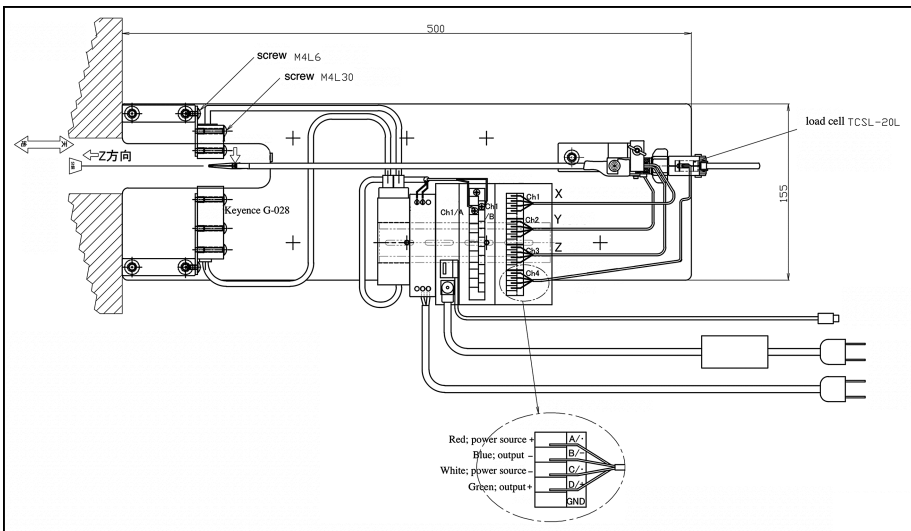 500
screw M4L6
screw M4L30
load cell TCSL-20L
⇦Z方向
155
Keyence G-028
Ch1/A
Ch1
/B
Ch1
X
Ch2
Y
Ch3
Z
Ch4
Red; power source +
A/·
Blue; output -
B/-
White; power source-
C/·
Green; output+
D/+
GND